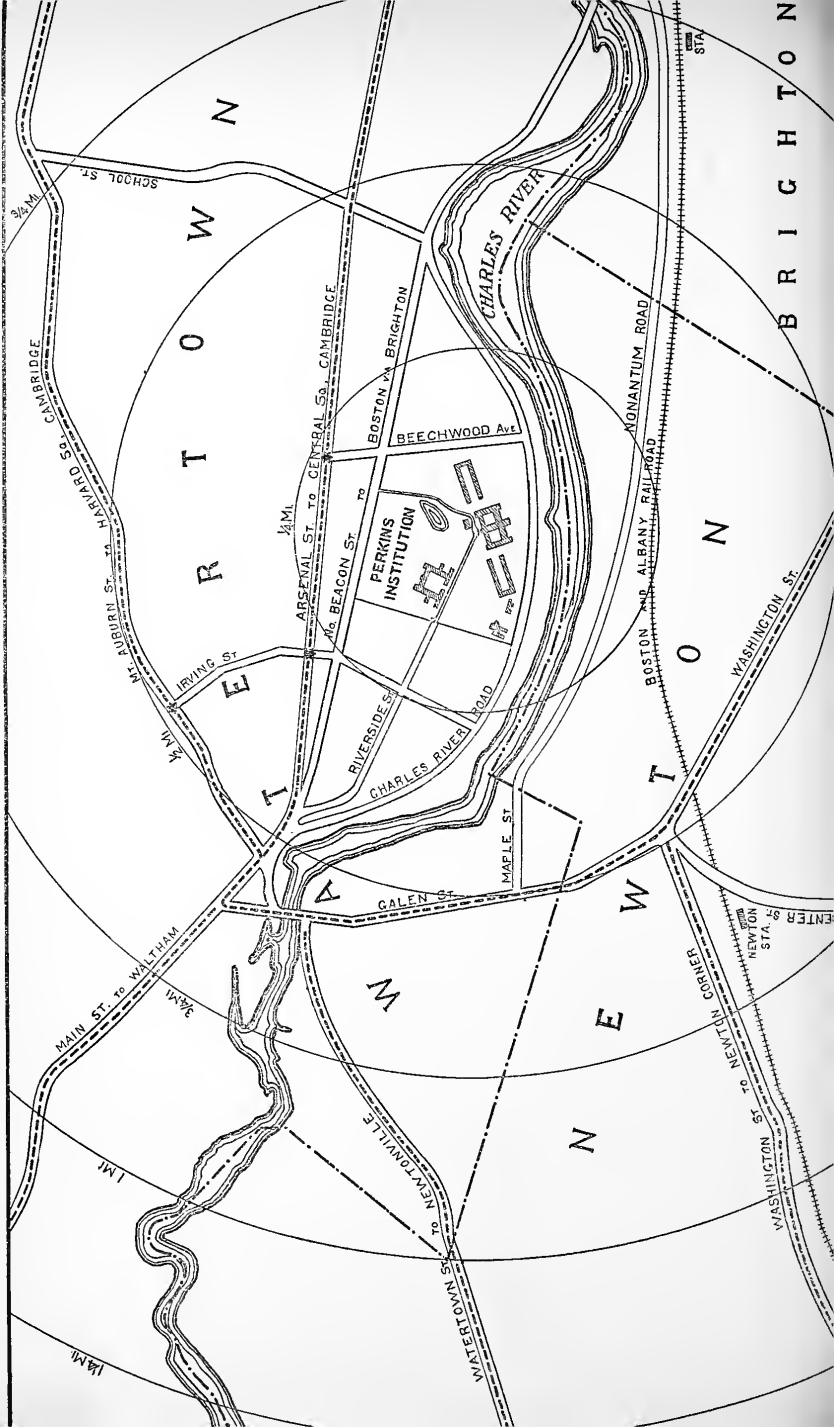 WATERTOWN
NEWTON
BRIGHTON
STA.
SCHOOL ST.
¾ MI.
MT. AUBURN ST. TO HARVARD SQ. CAMBRIDGE
ARSENAL ST. TO CENTRAL SQ. CAMBRIDGE
NO. BEACON ST. TO BOSTON VIA BRIGHTON
CHARLES RIVER
NONANTUM ROAD
BOSTON AND ALBANY RAILROAD
BEECHWOOD AVE
¼ MI.
PERKINS
INSTITUTION
IRVING ST
½ MI.
RIVERSIDE ST
CHARLES RIVER ROAD
MAPLE ST
GALEN ST.
WASHINGTON ST.
MAIN ST. TO WALTHAM
¾ MI.
NEWTON
STA.
CENTER ST.
WASHINGTON ST TO NEWTON CORNER
WATERTOWN ST. TO NEWTONVILLE
1 MI.
1¼ MI.